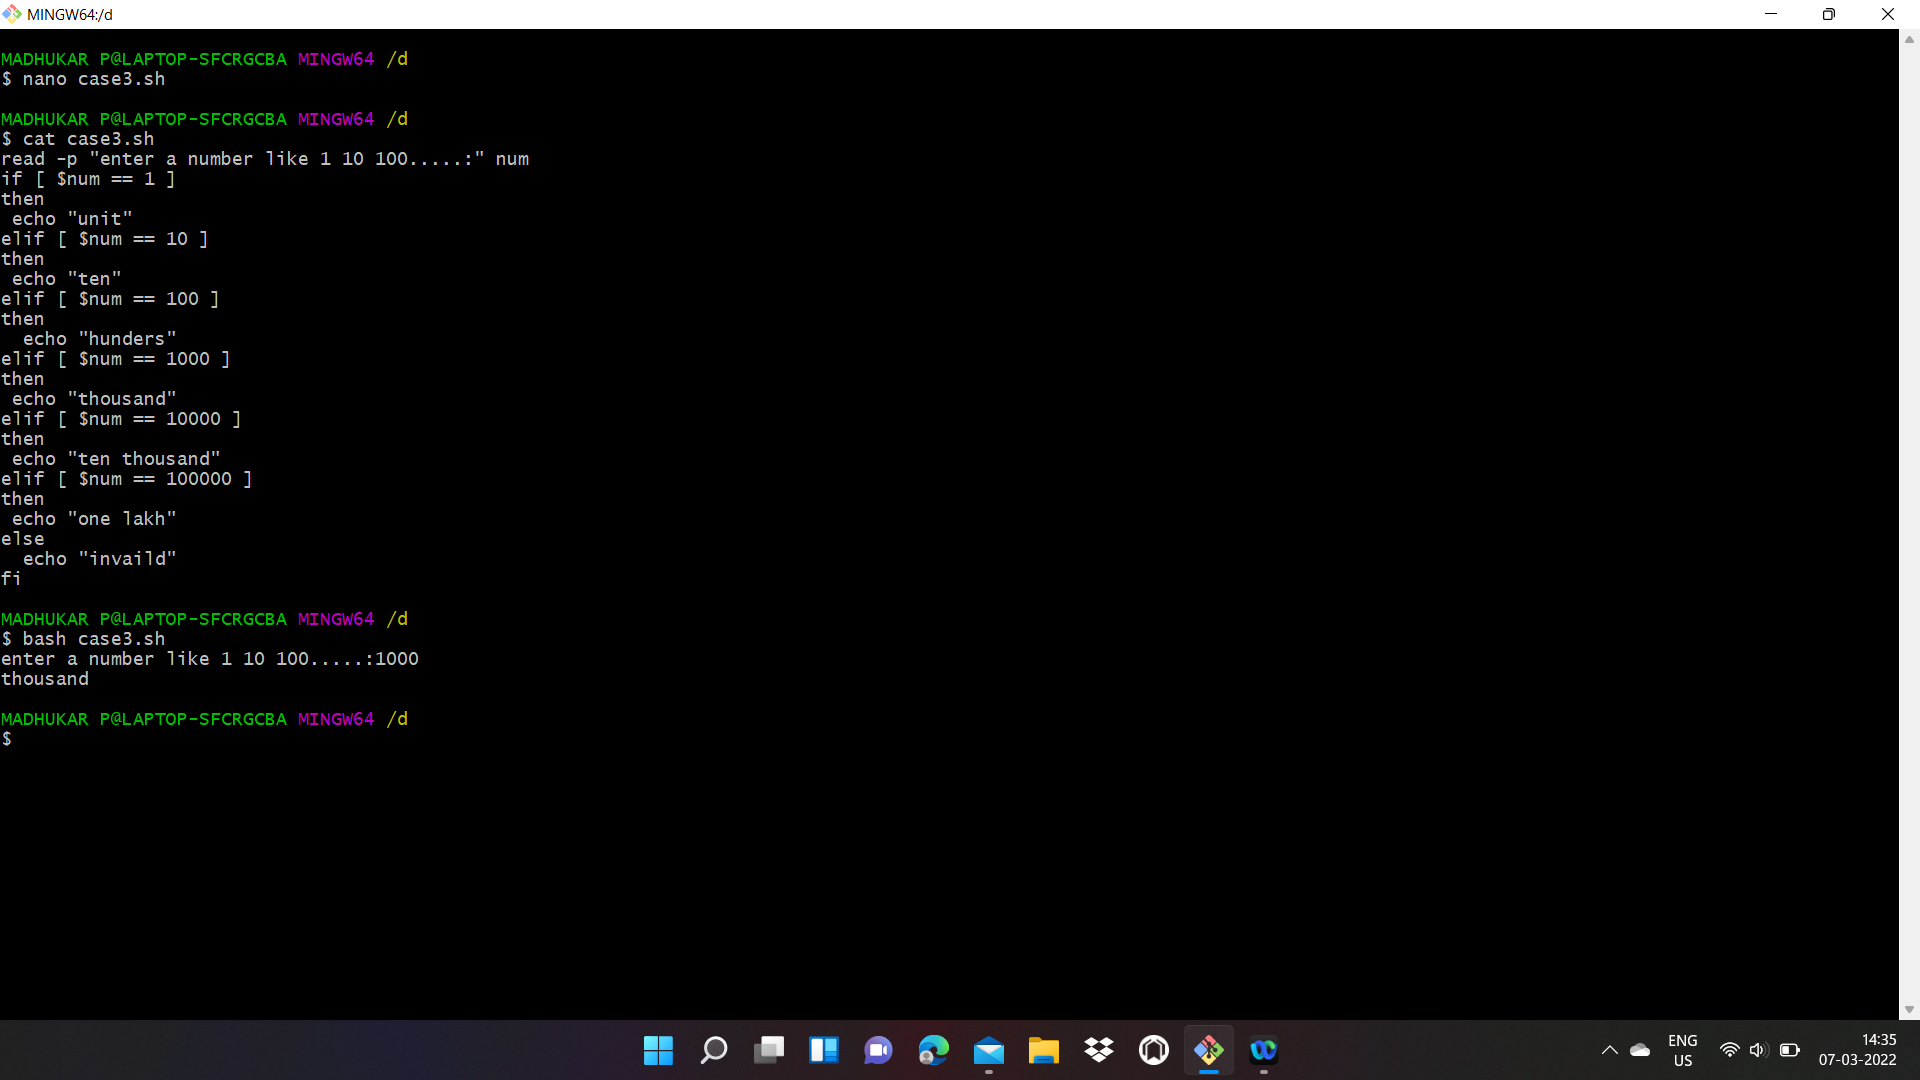 MINGW64:/d
MADHUKAR P@LAPTOP-SFCRGCBA MINGW64 /d
$ nano case3.sh
MADHUKAR P@LAPTOP-SFCRGCBA MINGW64 /d
$ cat case3.sh
read -p "enter a number like 1 10 100.....:" num
if [ $num == 1 ]
then
 echo "unit"
elif [ $num == 10 ]
then
 echo "ten"
elif [ $num == 100 ]
then
  echo "hunders"
elif [ $num == 1000 ]
then
 echo "thousand"
elif [ $num == 10000 ]
then
 echo "ten thousand"
elif [ $num == 100000 ]
then
 echo "one lakh"
else
  echo "invaild"
fi
MADHUKAR P@LAPTOP-SFCRGCBA MINGW64 /d
$ bash case3.sh
enter a number like 1 10 100.....:1000
thousand
MADHUKAR P@LAPTOP-SFCRGCBA MINGW64 /d
$
ENG
US
14:35
07-03-2022